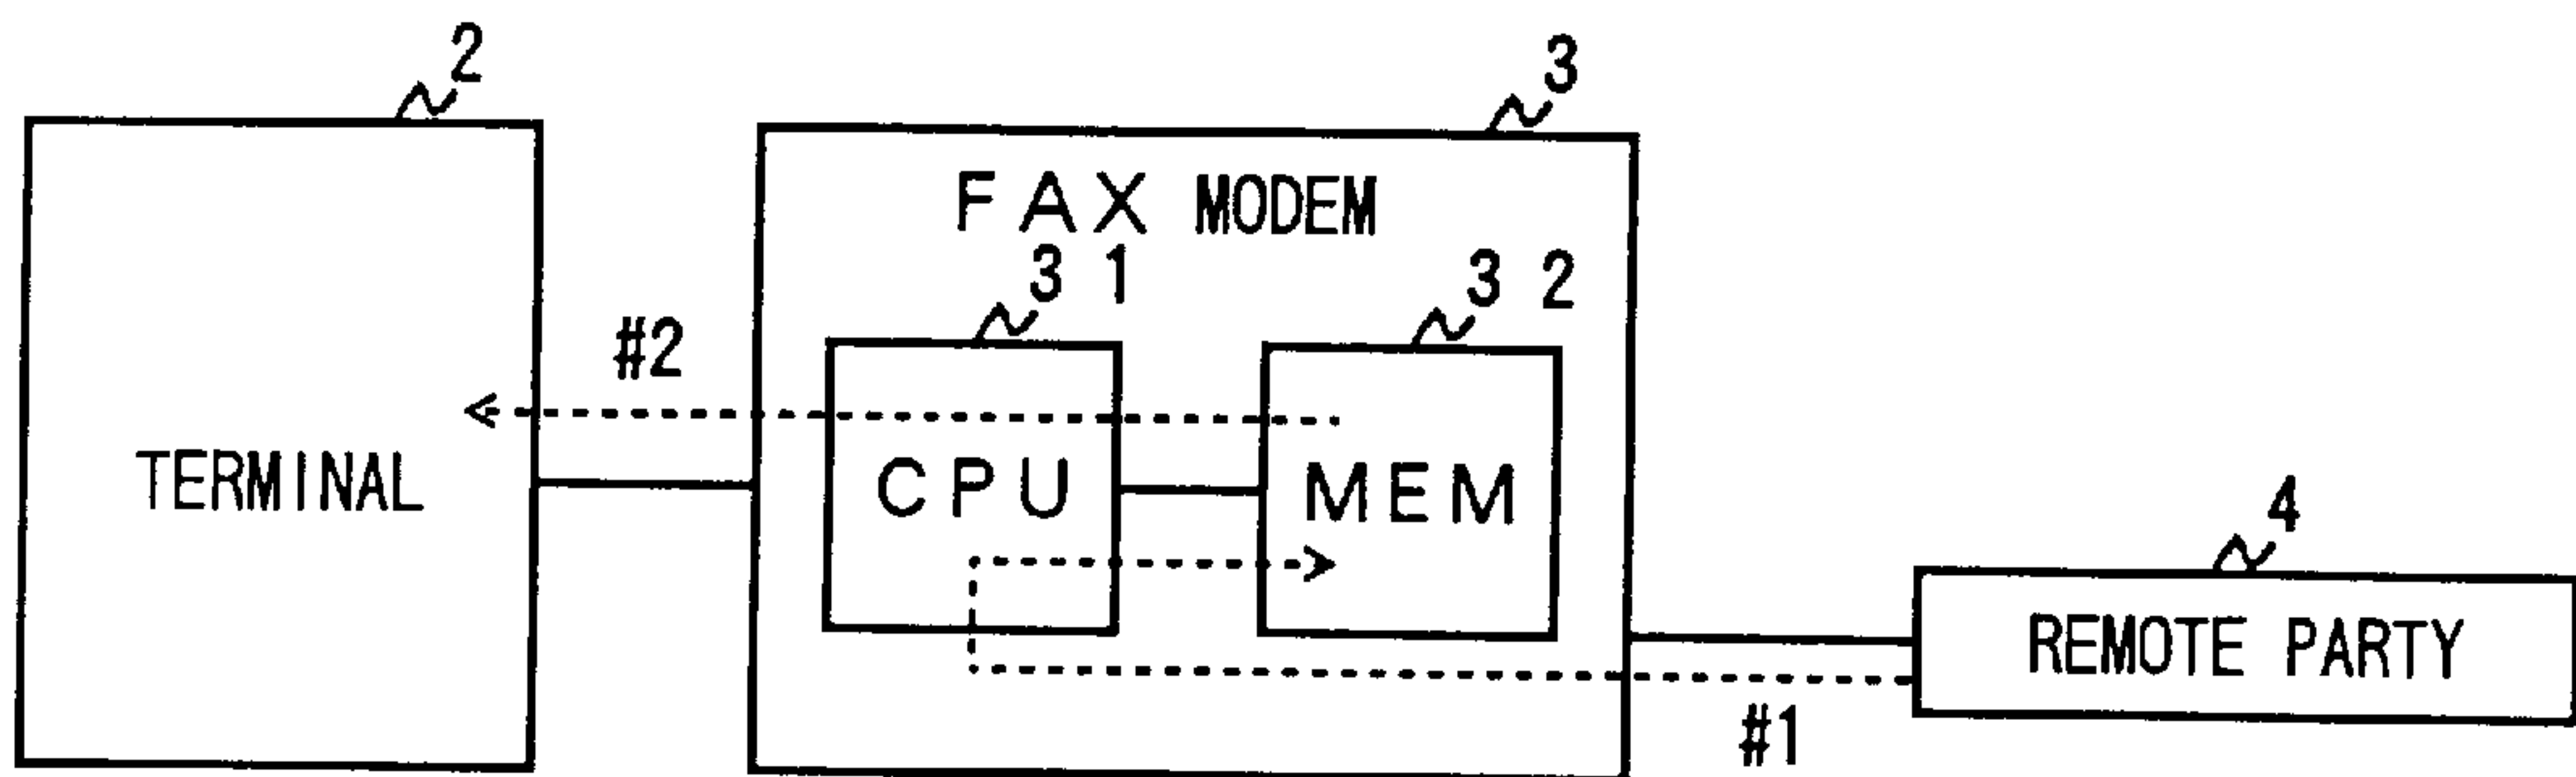 2
3
FAX MODEM
31
32
#2
TERMINAL
CPU
MEM
4
REMOTE PARTY
#1